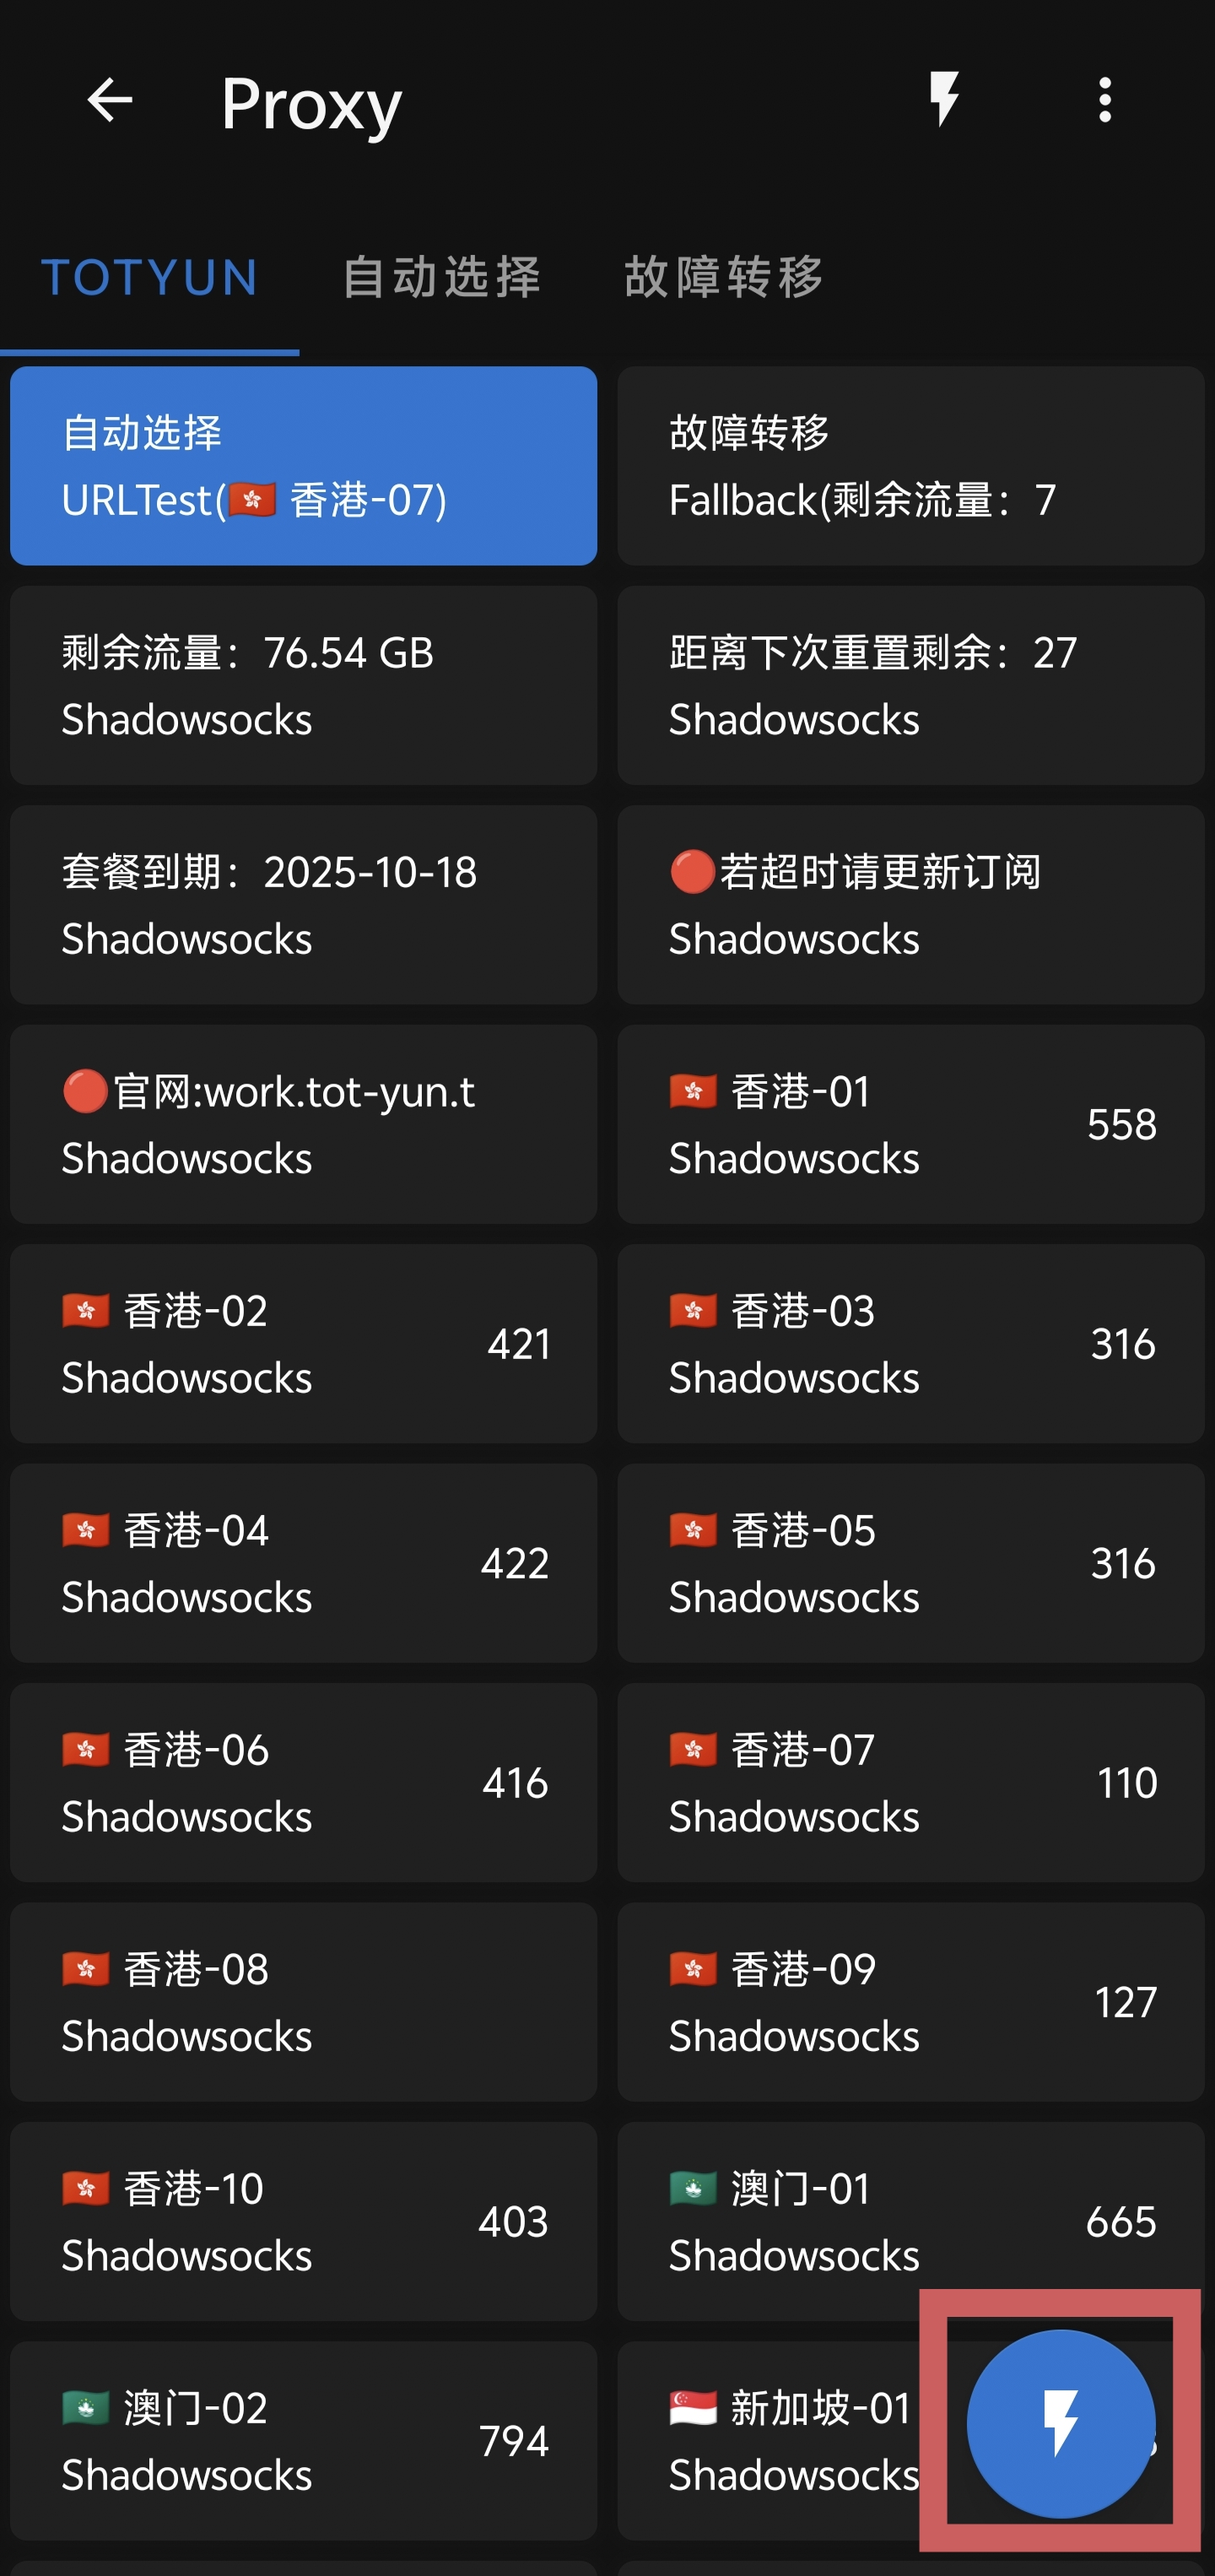 Proxy
TOTYUN 自动选择 故障转移
自动选择
URLTest(🇭🇰 香港-07)
故障转移
Fallback(剩余流量：7
剩余流量：76.54 GB
Shadowsocks
距离下次重置剩余：27
Shadowsocks
套餐到期：2025-10-18
Shadowsocks
🔴若超时请更新订阅
Shadowsocks
🔴官网:work.tot-yun.t
Shadowsocks
🇭🇰 香港-01
Shadowsocks
558
🇭🇰 香港-02
Shadowsocks
421
🇭🇰 香港-03
Shadowsocks
316
🇭🇰 香港-04
Shadowsocks
422
🇭🇰 香港-05
Shadowsocks
316
🇭🇰 香港-06
Shadowsocks
416
🇭🇰 香港-07
Shadowsocks
110
🇭🇰 香港-08
Shadowsocks
🇭🇰 香港-09
Shadowsocks
127
🇭🇰 香港-10
Shadowsocks
403
🇲🇴 澳门-01
Shadowsocks
665
🇲🇴 澳门-02
Shadowsocks
794
🇸🇬 新加坡-01
Shadowsocks